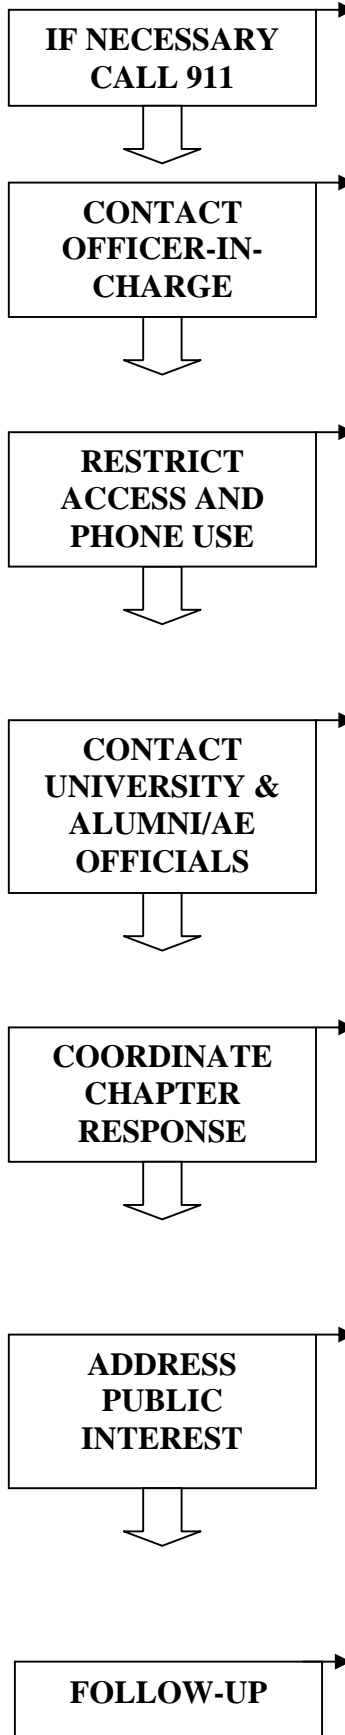 IF NECESSARY
CALL 911
CONTACT
OFFICER-IN-
CHARGE
RESTRICT
ACCESS AND
PHONE USE
CONTACT
UNIVERSITY &
ALUMNI/AE
OFFICIALS
COORDINATE
CHAPTER
RESPONSE
ADDRESS
PUBLIC
INTEREST
FOLLOW-UP